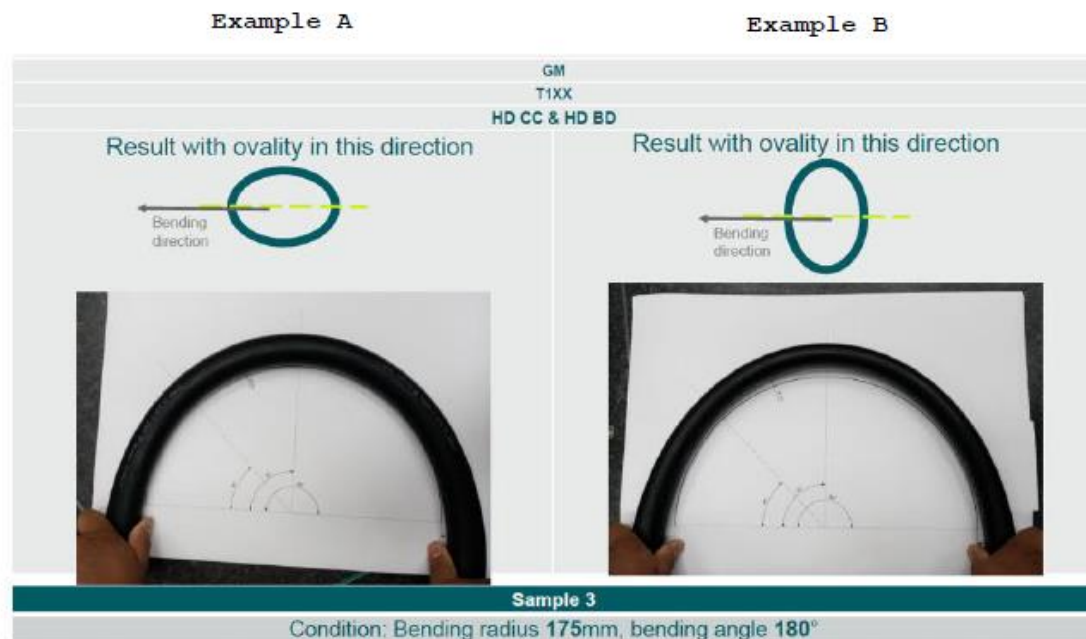 Example A
Example B
GM
T1XX
HD CC & HD BD
Result with ovality in this direction
Bending
direction
Result with ovality in this direction
Bending
direction
Sample 3
Condition: Bending radius 175mm, bending angle 180°